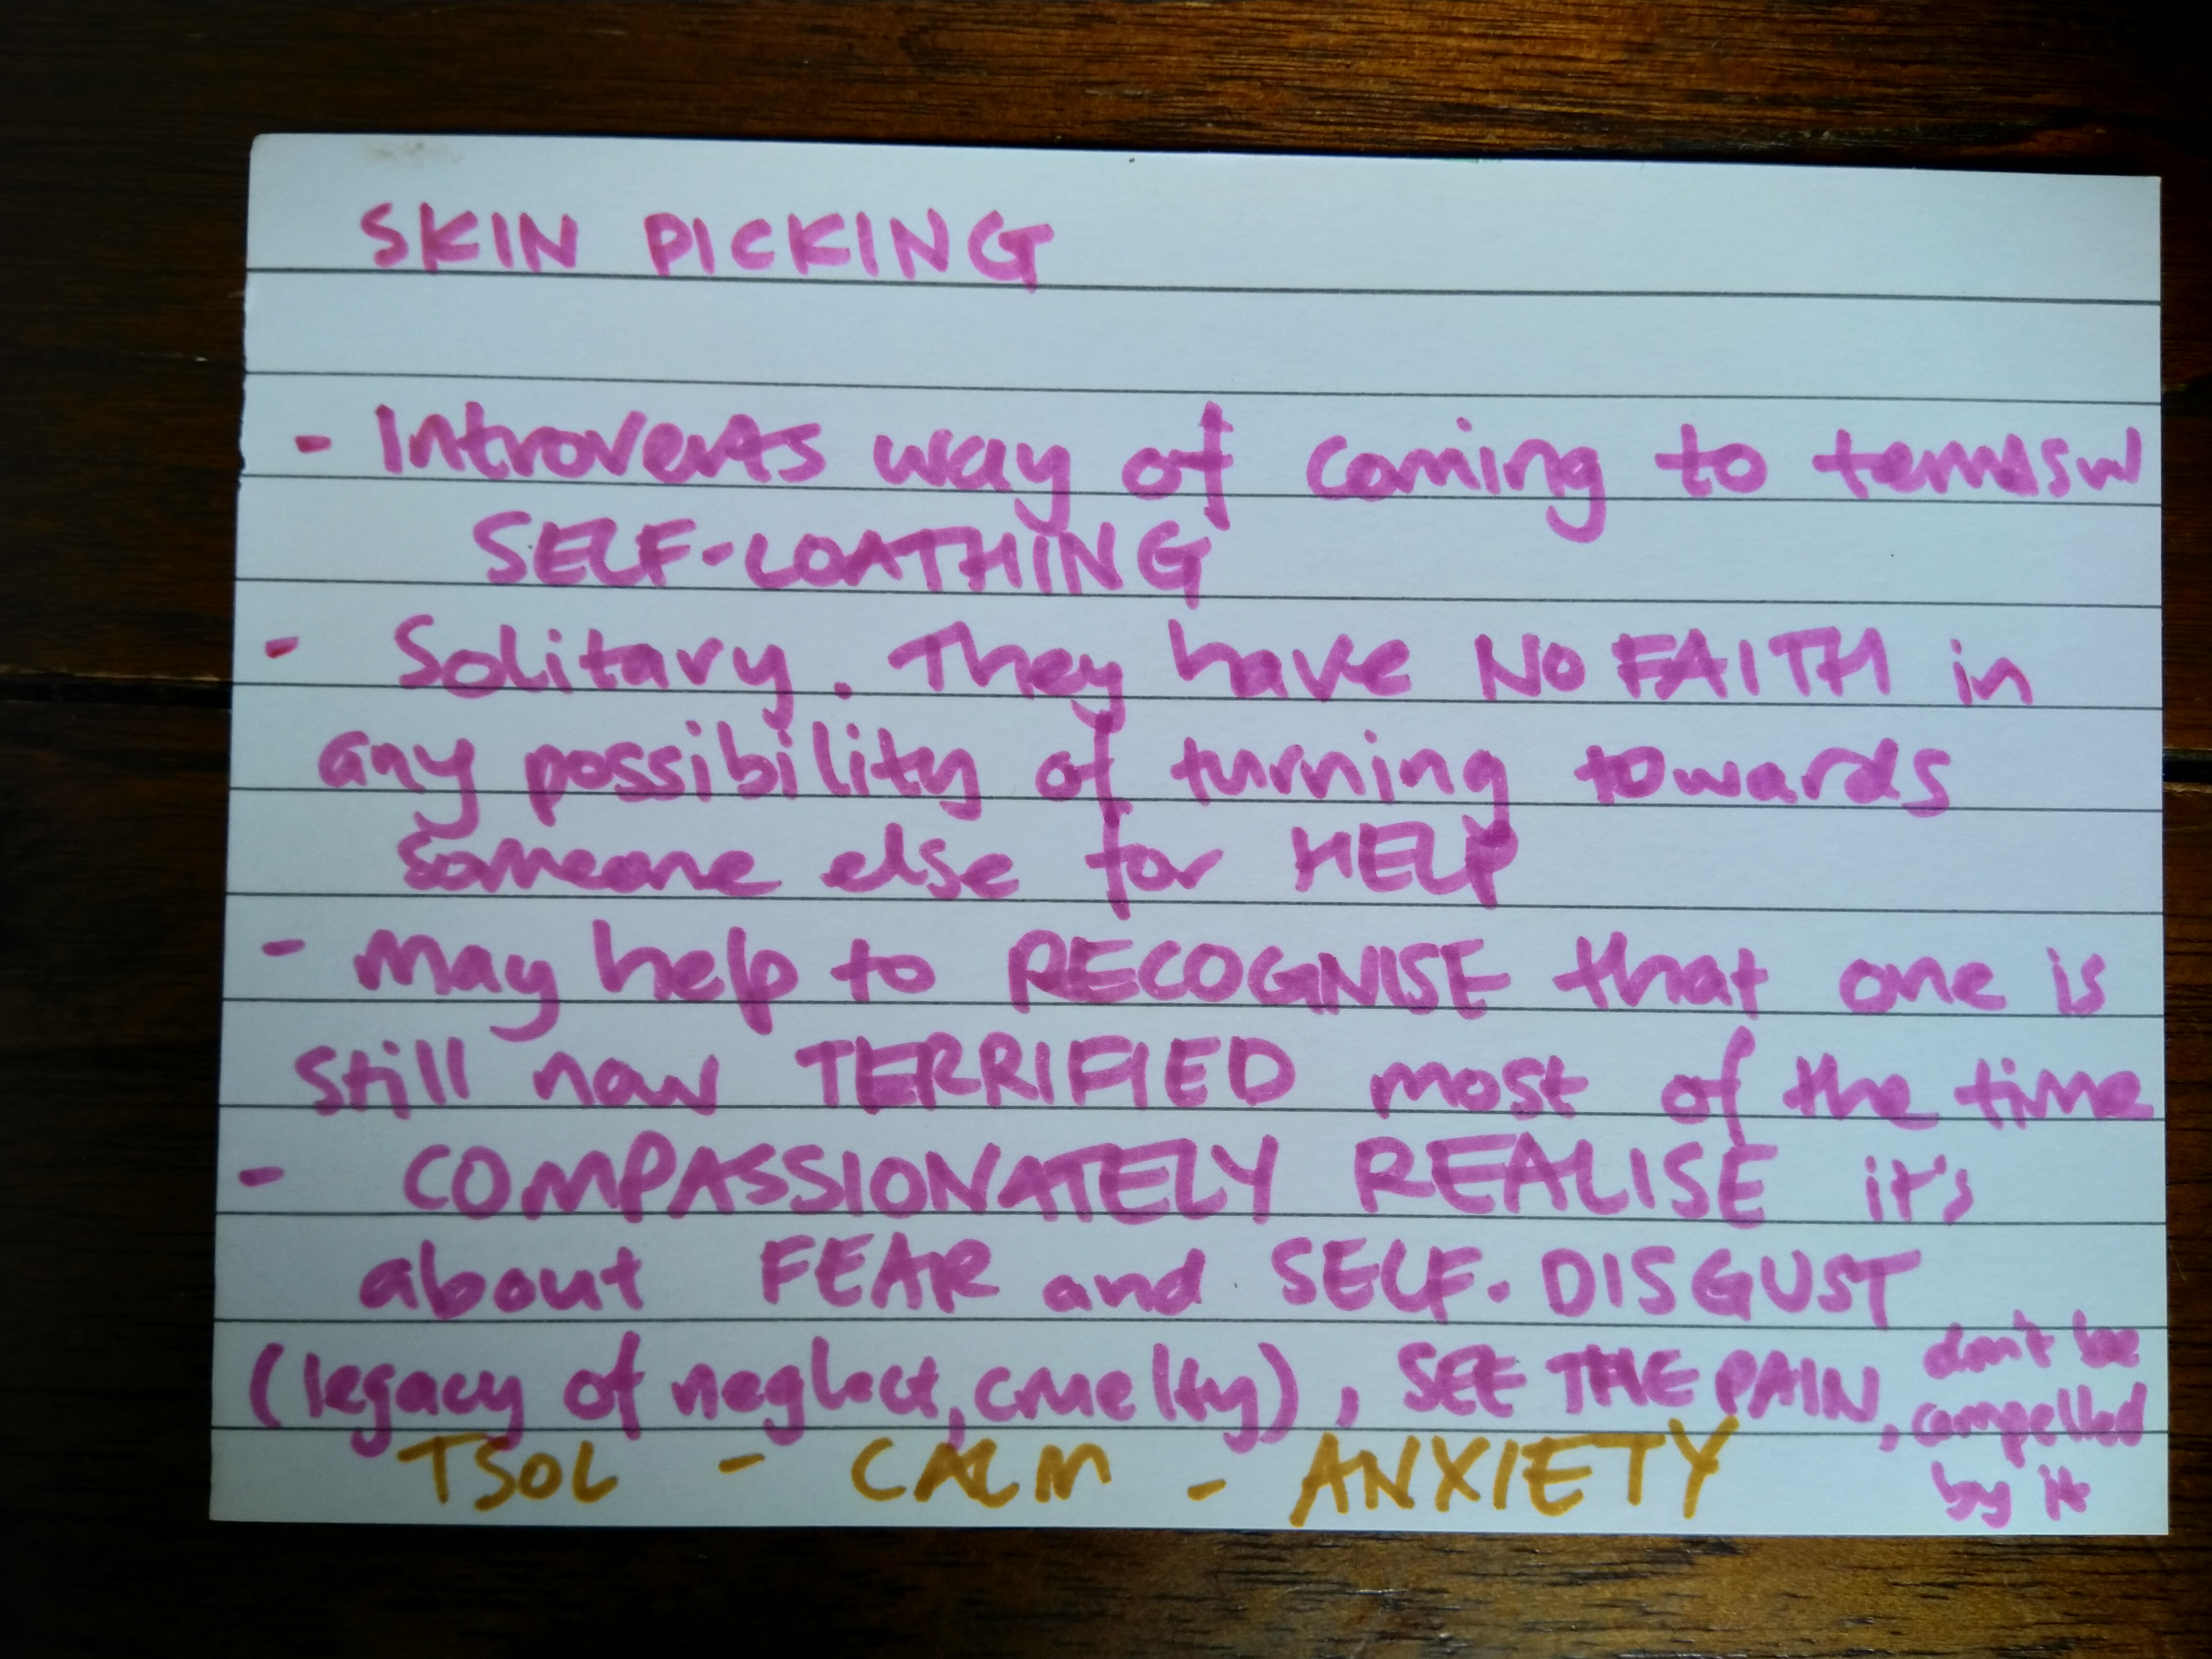 SKIN PICKING
- Introverts way of coming to terms w/
SELF-LOATHING
- Solitary. They have NO FAITH in
any possibility of turning towards
someone else for HELP
- May help to RECOGNISE that one is
still now TERRIFIED most of the time
- COMPASSIONATELY REALISE it's
about FEAR and SELF-DISGUST
(legacy of neglect, cruelty), SEE THE PAIN, don't be
compelled
by it
TSOL - CALM - ANXIETY